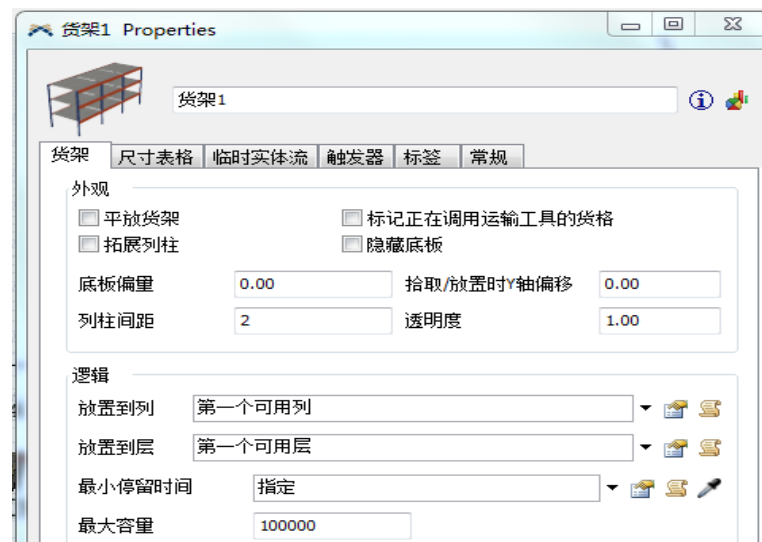 货架1 Properties
货架1
货架 尺寸表格 临时实体流 触发器 标签 常规
外观
平放货架 标记正在调用运输工具的货格
拓展列柱 隐藏底板
底板偏量 0.00 拾取/放置时Y轴偏移 0.00
列柱间距 2 透明度 1.00
逻辑
放置到列 第一个可用列
放置到层 第一个可用层
最小停留时间 指定
最大容量 100000